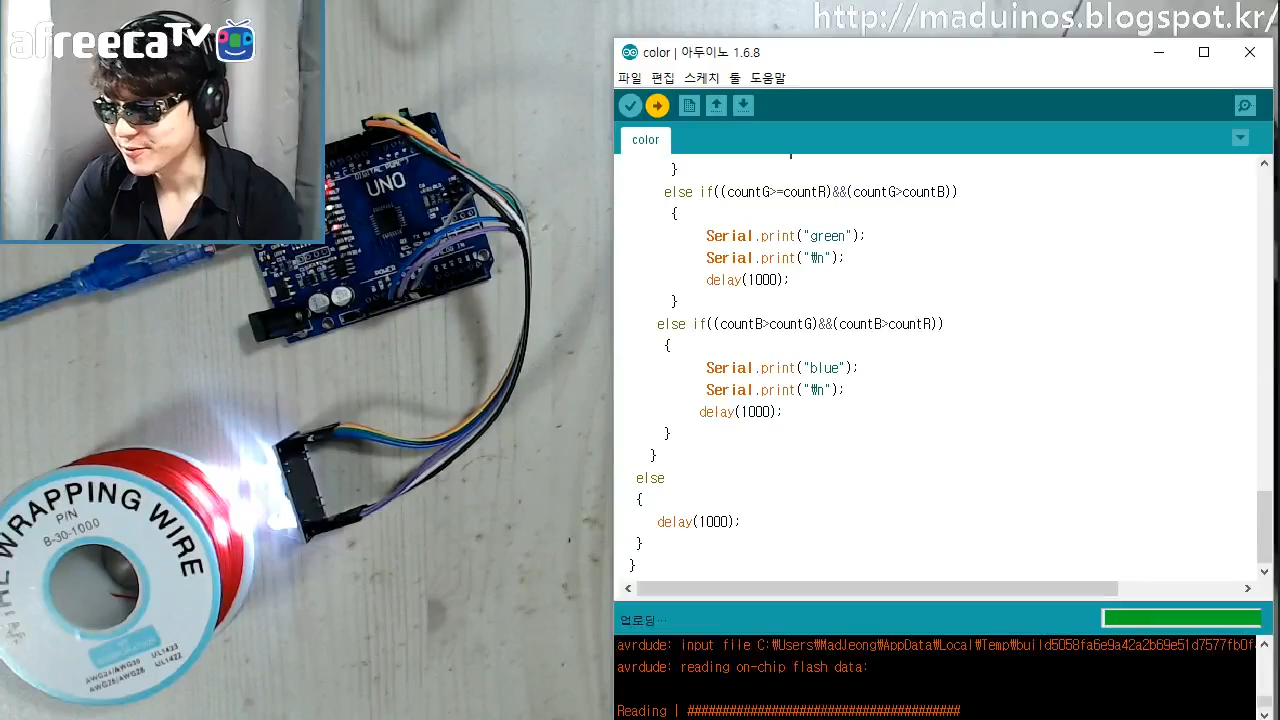 afreecaTV
http://maduinos.blogspot.kr/
color | 아두이노 1.6.8
파일 편집 스케치 툴 도움말
color
}
else if((countG>=countR)&&(countG>countB))
{
Serial.print("green");
Serial.print("₩n");
delay(1000);
}
else if((countB>countG)&&(countB>countR))
{
Serial.print("blue");
Serial.print("₩n");
delay(1000);
}
}
else
{
delay(1000);
}
}
업로딩...
avrdude: input file C:₩Users₩MadJeong₩AppData₩Local₩Temp₩build5058fa6e9a42a2b69e51d7577fb0f
avrdude: reading on-chip flash data:
Reading | #######################################
DIGITAL
UNO
POWER
ANALOG IN
WRAPPING WIRE
P/N
B-30-1000
UL1423
AWG24/AWG30 UL1422
AWG26/AWG28